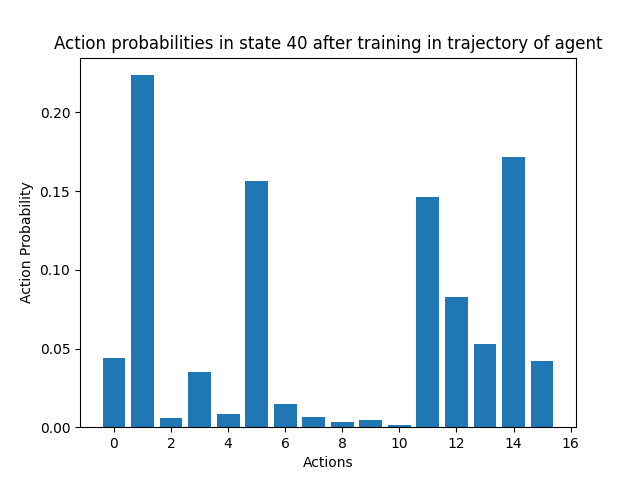 Action probabilities in state 40 after training in trajectory of agent
0.20
0.15
0.10
0.05
0.00
Action Probability
0 2 4 6 8 10 12 14 16
Actions